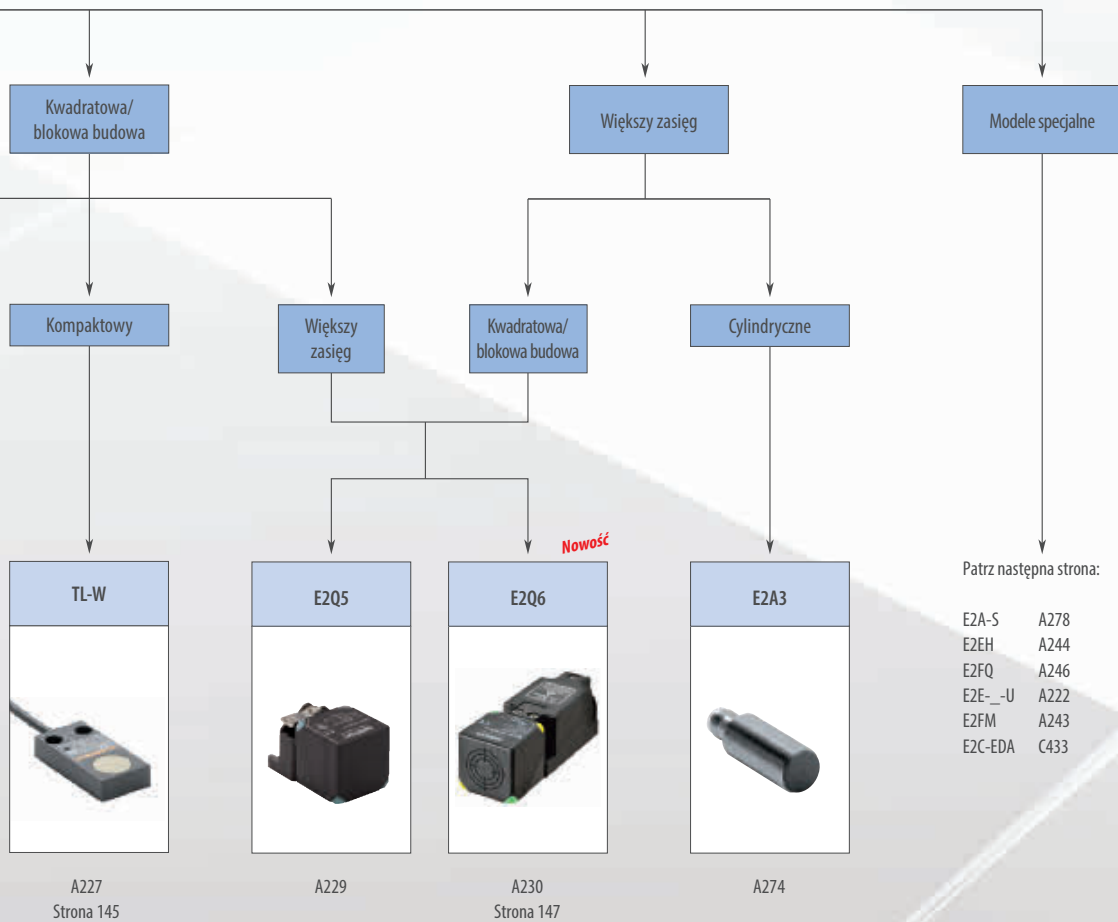 Kwadratowa/
blokowa budowa
Większy zasięg
Modele specjalne
Kompaktowy
Większy
zasięg
Kwadratowa/
blokowa budowa
Cylindryczne
Nowość
TL-W
E2Q5
E2Q6
E2A3
Patrz następna strona:
E2A-S A278
E2EH A244
E2FQ A246
E2E-_-U A222
E2FM A243
E2C-EDA C433
A227
Strona 145
A229
A230
Strona 147
A274